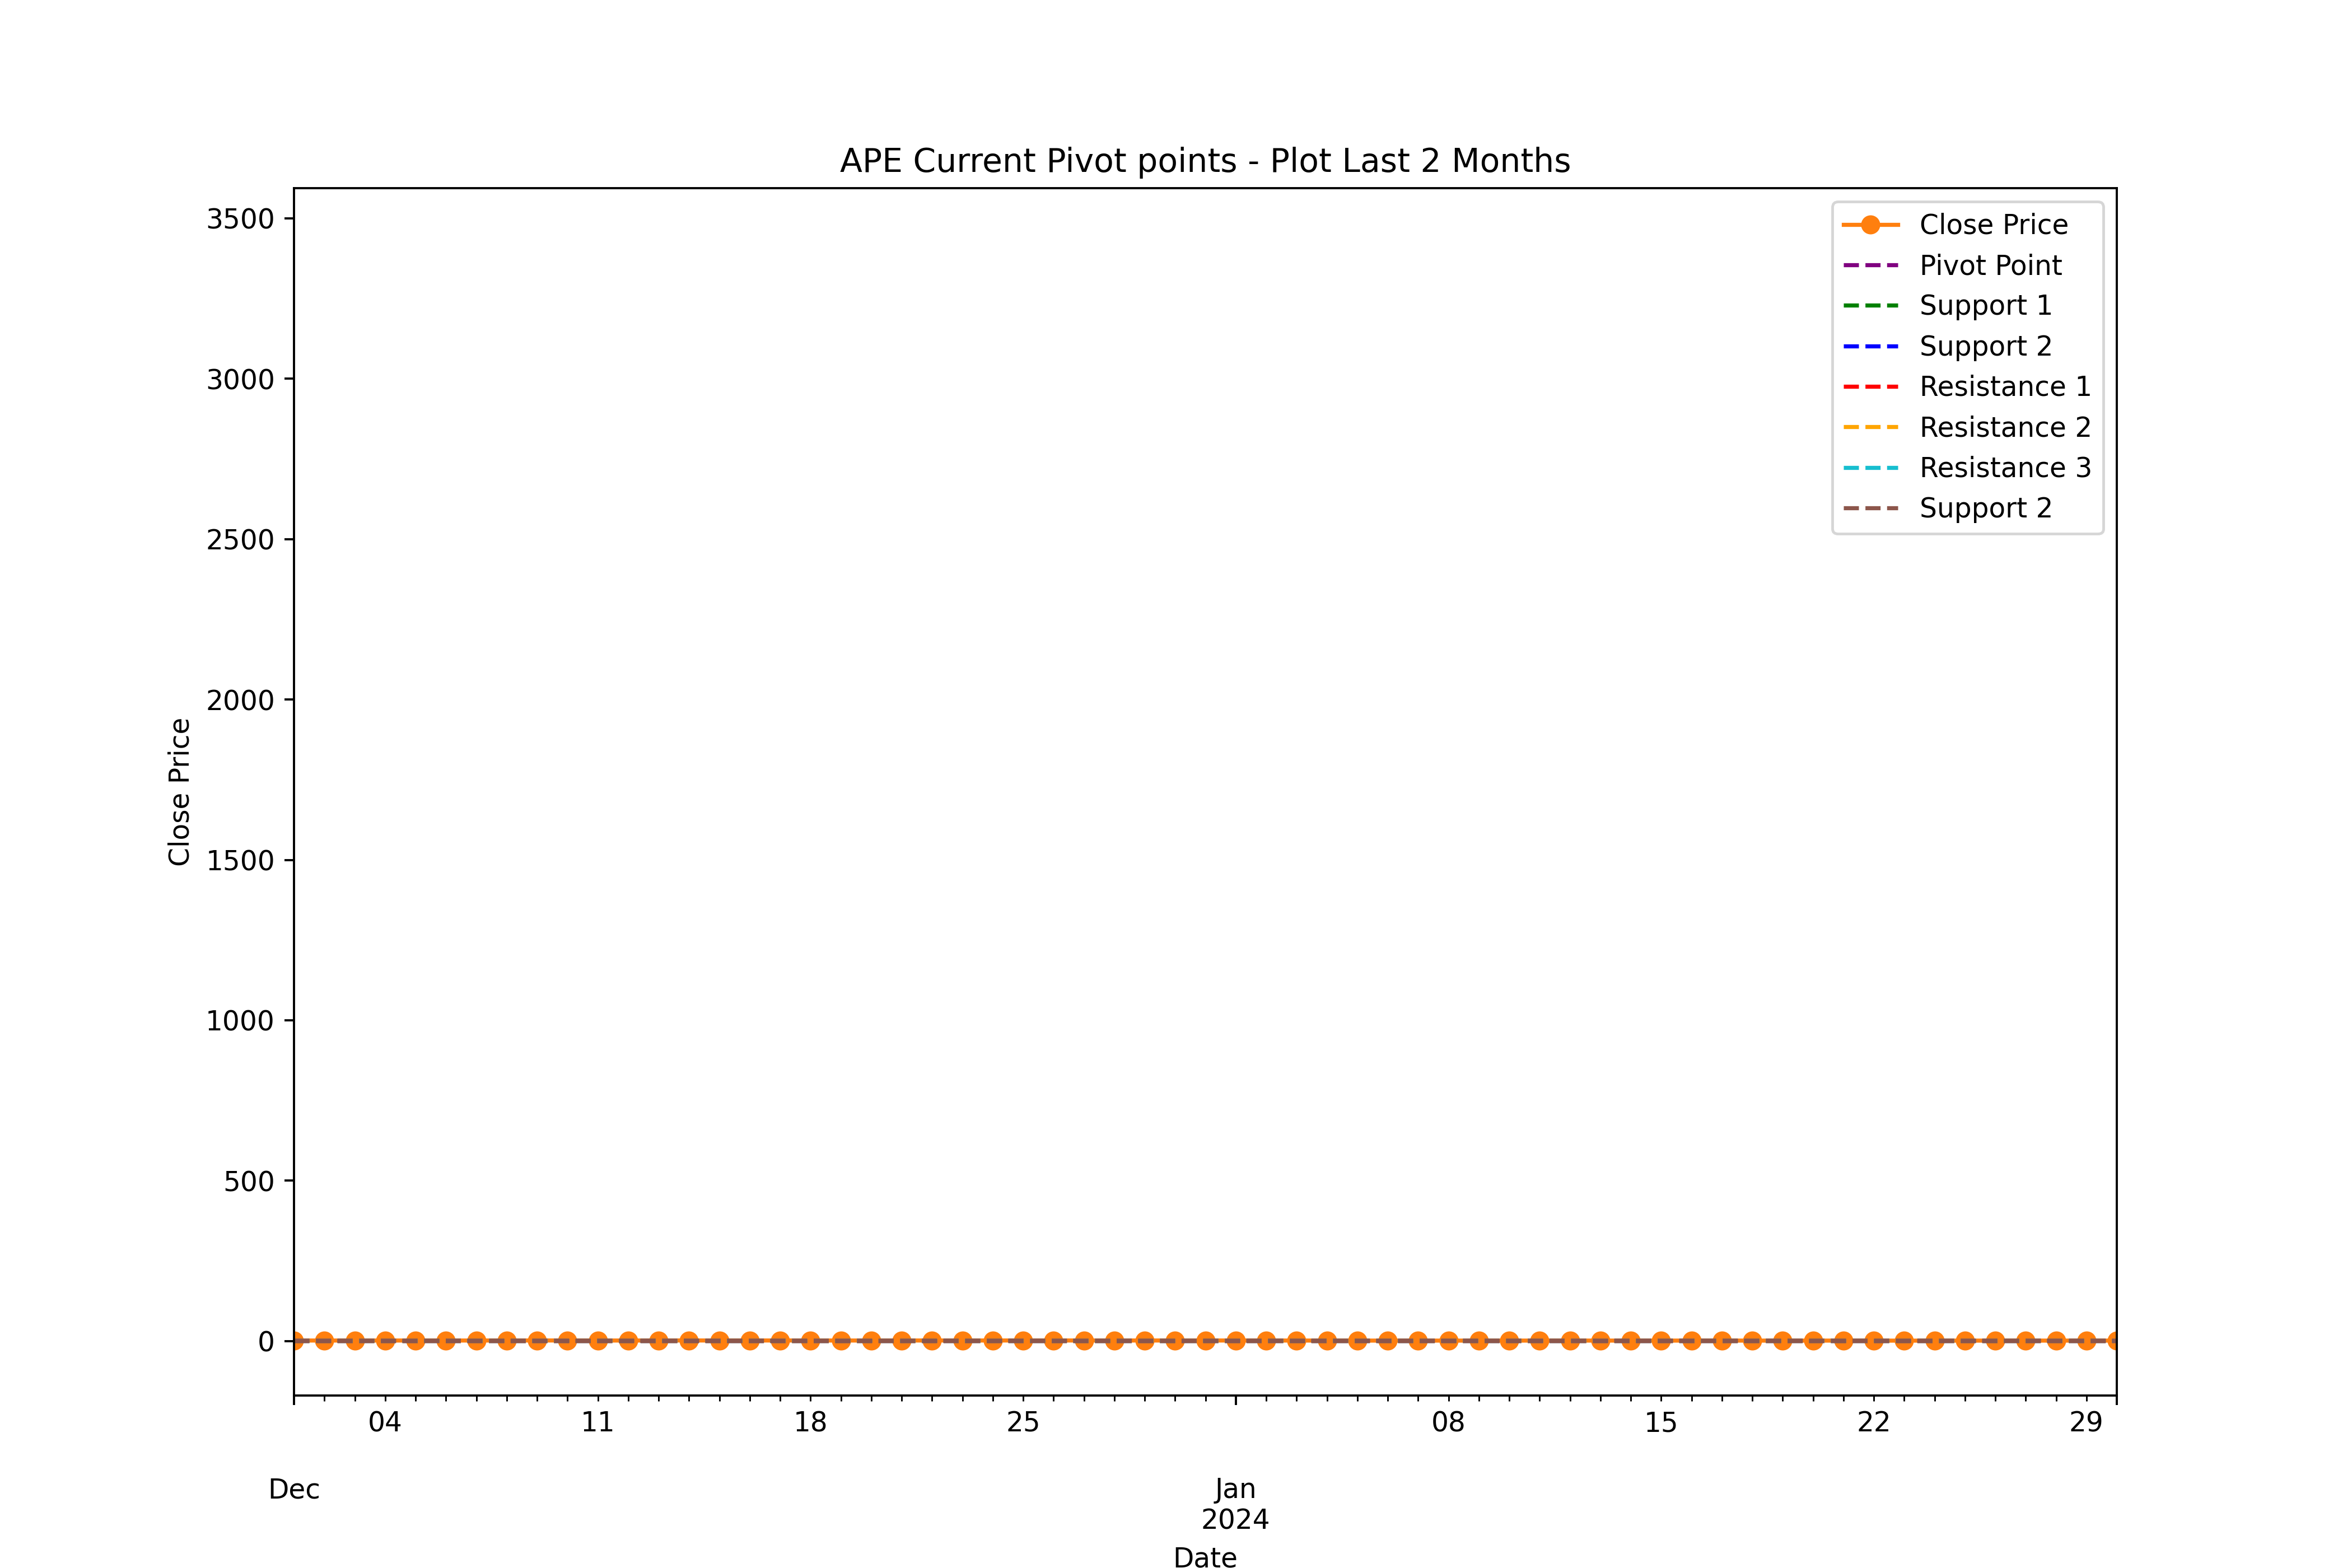 APE Current Pivot points - Plot Last 2 Months
Close Price
3500
3000
2500
2000
1500
1000
500
0
Close Price
Pivot Point
Support 1
Support 2
Resistance 1
Resistance 2
Resistance 3
Support 2
04 11 18 25 08 15 22 29
Dec Jan
2024
Date